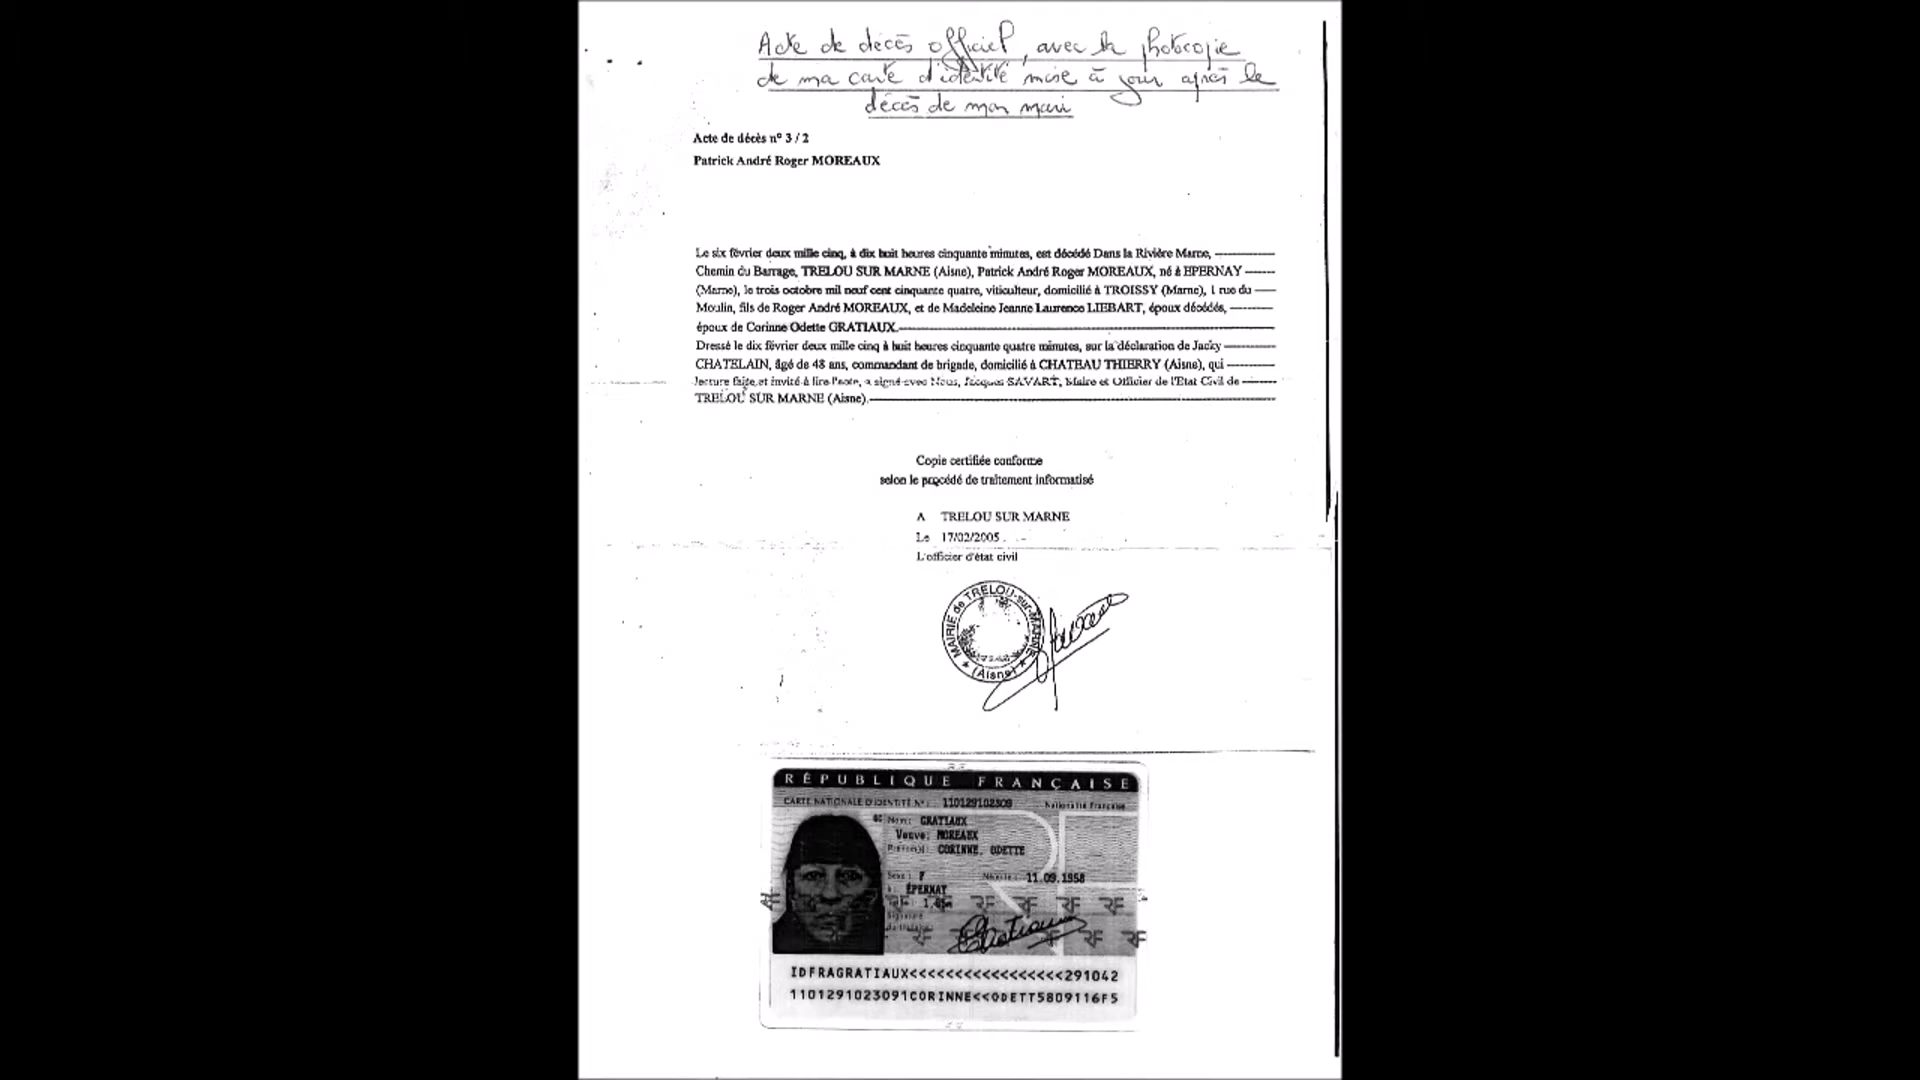 Acte de décès officiel, avec la photocopie
de ma carte d'identité mise à jour après le
décès de mon mari
Acte de décès nº 3 / 2
Patrick André Roger MOREAUX
Le six février deux mille cinq, à dix huit heures cinquante minutes, est décédé Dans la Rivière Marne,
Chemin du Barrage, TRELOU SUR MARNE (Aisne), Patrick André Roger MOREAUX, né à EPERNAY
(Marne), le trois octobre mil neuf cent cinquante quatre, viticulteur, domicilié à TROISSY (Marne), 1 rue du
Moulin, fils de Roger André MOREAUX, et de Madeleine Jeanne Laurence LIEBART, époux décédés,
époux de Corinne Odette GRATIAUX.
Dressé le dix février deux mille cinq à huit heures cinquante quatre minutes, sur la déclaration de Jacky
CHATELAIN, âgé de 48 ans, commandant de brigade, domicilié à CHATEAU THIERRY (Aisne), qui
lecture faite et invité à lire l'acte, a signé avec Nous, Jacques SAVART, Maire et Officier de l'Etat Civil de
TRELOU SUR MARNE (Aisne).
Copie certifiée conforme
selon le procédé de traitement informatisé
A TRELOU SUR MARNE
Le 17/02/2005
L'officier d'état civil
MAIRIE de TRELOU-sur-MARNE
(Aisne)
RÉPUBLIQUE FRANÇAISE
CARTE NATIONALE D'IDENTITÉ Nº : 110129102309 Nationalité Française
Nom : GRATIAUX
Veuve: MOREAUX
Prénom(s) : CORINNE, ODETTE
Sexe : F Né(e) le : 11.09.1958
à : ÉPERNAY
IDFRAGRATIAUX<<<<<<<<<<<<<<<<<<291042
1101291023091CORINNE<<ODETT5809116F5